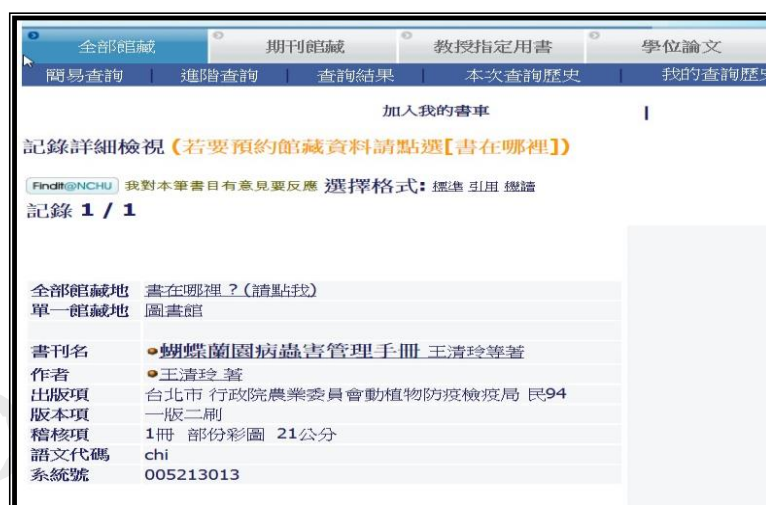 全部館藏 期刊館藏 教授指定用書 學位論文
簡易查詢 | 進階查詢 | 查詢結果 | 本次查詢歷史 | 我的查詢歷史
加入我的書車 |
記錄詳細檢視 (若要預約館藏資料請點選[書在哪裡])
Findit@NCHU 我對本筆書目有意見要反應 選擇格式: 標準 引用 機讀
記錄 1 / 1
全部館藏地 書在哪裡？(請點我)
單一館藏地 圖書館
書刊名 蝴蝶蘭園病蟲害管理手冊 王清玲等著
作者 王清玲 著
出版項 台北市 行政院農業委員會動植物防疫檢疫局 民94
版本項 一版二刷
稽核項 1冊 部份彩圖 21公分
語文代碼 chi
系統號 005213013